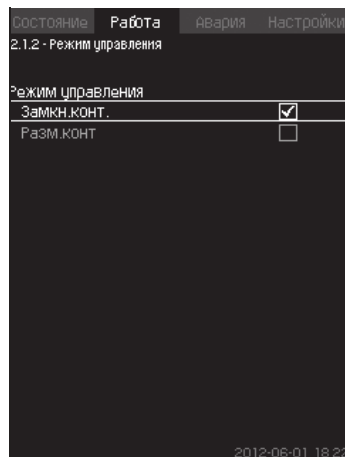 Состояние Работа Авария Настройки
2.1.2 - Режим управления
Режим управления
Замкн.конт.
Разм.конт
2012-06-01 18:22